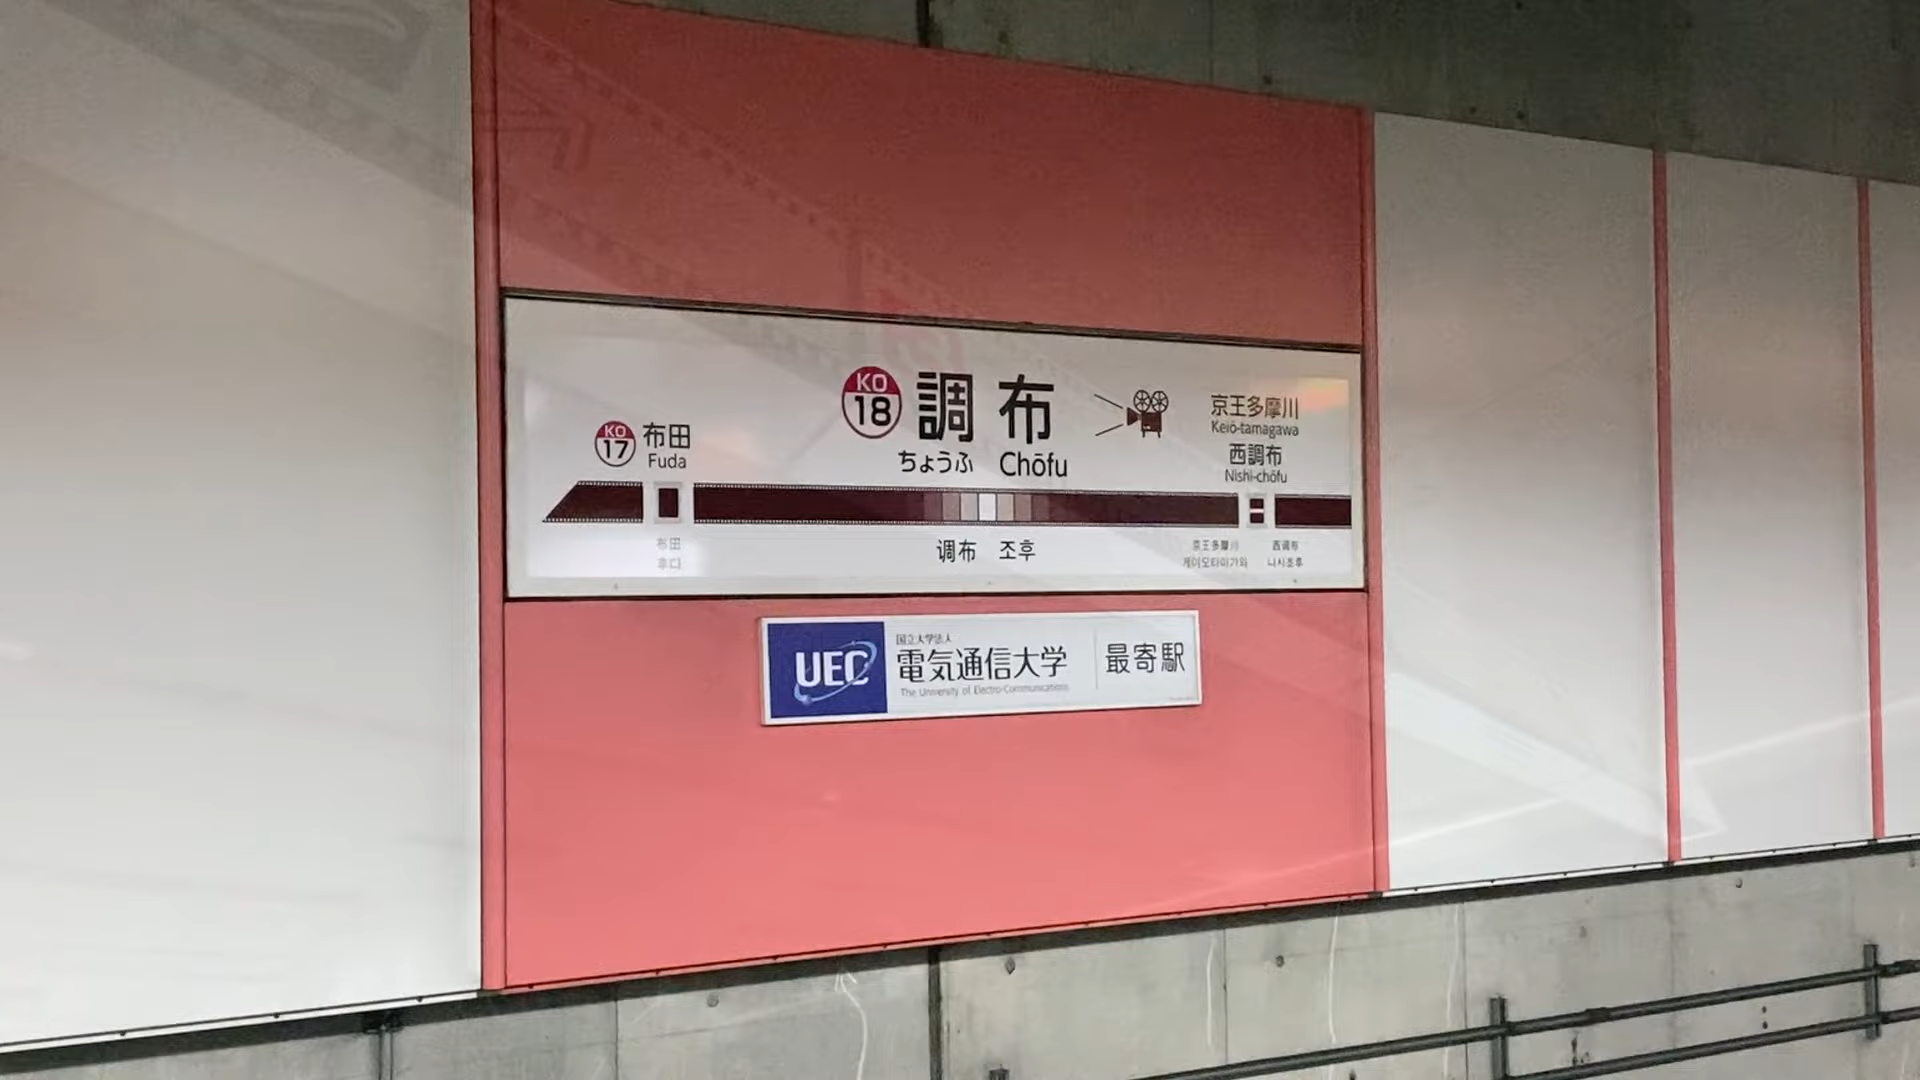 KO
18
調布
ちょうふ Chōfu
KO
17
布田
Fuda
京王多摩川
Keiō-tamagawa
西調布
Nishi-chōfu
布田
후다
调布 조후
京王多摩川
게이오타마가와
西调布
니시초후
UEC
国立大学法人
電気通信大学
The University of Electro-Communications
最寄駅